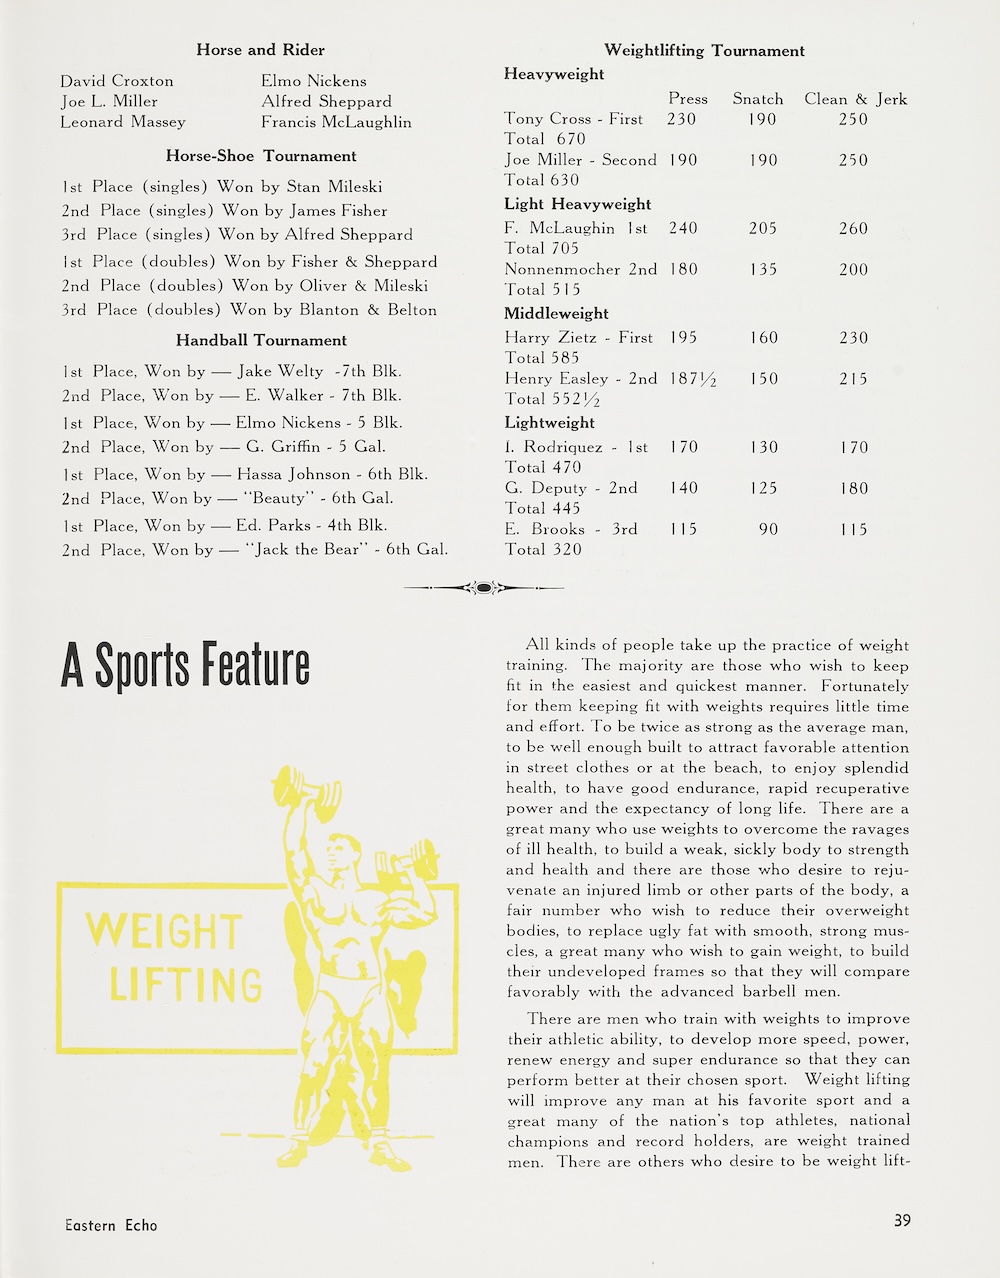 Horse and Rider
David Croxton Elmo Nickens
Joe L. Miller Alfred Sheppard
Leonard Massey Francis McLaughlin
Horse-Shoe Tournament
1st Place (singles) Won by Stan Mileski
2nd Place (singles) Won by James Fisher
3rd Place (singles) Won by Alfred Sheppard
1st Place (doubles) Won by Fisher & Sheppard
2nd Place (doubles) Won by Oliver & Mileski
3rd Place (doubles) Won by Blanton & Belton
Handball Tournament
1st Place, Won by — Jake Welty -7th Blk.
2nd Place, Won by — E. Walker - 7th Blk.
1st Place, Won by — Elmo Nickens - 5 Blk.
2nd Place, Won by — G. Griffin - 5 Gal.
1st Place, Won by — Hassa Johnson - 6th Blk.
2nd Place, Won by — "Beauty" - 6th Gal.
1st Place, Won by — Ed. Parks - 4th Blk.
2nd Place, Won by — "Jack the Bear" - 6th Gal.
Weightlifting Tournament
Heavyweight
Press Snatch Clean & Jerk
Tony Cross - First 230 190 250
Total 670
Joe Miller - Second 190 190 250
Total 630
Light Heavyweight
F. McLaughin 1st 240 205 260
Total 705
Nonnenmocher 2nd 180 135 200
Total 515
Middleweight
Harry Zietz - First 195 160 230
Total 585
Henry Easley - 2nd 187½ 150 215
Total 552½
Lightweight
I. Rodriquez - 1st 170 130 170
Total 470
G. Deputy - 2nd 140 125 180
Total 445
E. Brooks - 3rd 115 90 115
Total 320
A Sports Feature
WEIGHT
LIFTING
All kinds of people take up the practice of weight
training. The majority are those who wish to keep
fit in the easiest and quickest manner. Fortunately
for them keeping fit with weights requires little time
and effort. To be twice as strong as the average man,
to be well enough built to attract favorable attention
in street clothes or at the beach, to enjoy splendid
health, to have good endurance, rapid recuperative
power and the expectancy of long life. There are a
great many who use weights to overcome the ravages
of ill health, to build a weak, sickly body to strength
and health and there are those who desire to reju-
venate an injured limb or other parts of the body, a
fair number who wish to reduce their overweight
bodies, to replace ugly fat with smooth, strong mus-
cles, a great many who wish to gain weight, to build
their undeveloped frames so that they will compare
favorably with the advanced barbell men.
There are men who train with weights to improve
their athletic ability, to develop more speed, power,
renew energy and super endurance so that they can
perform better at their chosen sport. Weight lifting
will improve any man at his favorite sport and a
great many of the nation's top athletes, national
champions and record holders, are weight trained
men. There are others who desire to be weight lift-
Eastern Echo
39